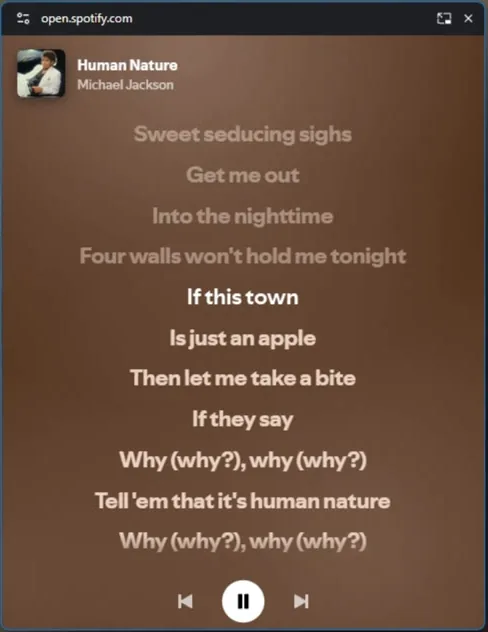 open.spotify.com
Human Nature
Michael Jackson
Sweet seducing sighs
Get me out
Into the nighttime
Four walls won't hold me tonight
If this town
Is just an apple
Then let me take a bite
If they say
Why (why?), why (why?)
Tell 'em that it's human nature
Why (why?), why (why?)